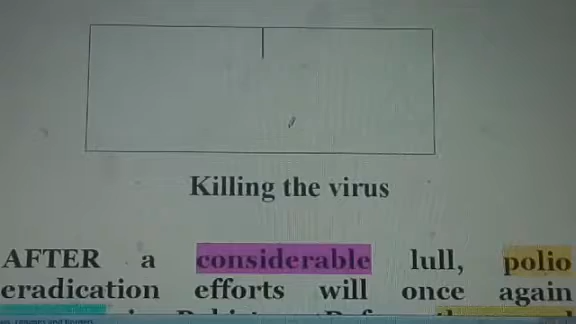 Killing the virus
AFTER a considerable lull, polio
eradication efforts will once again